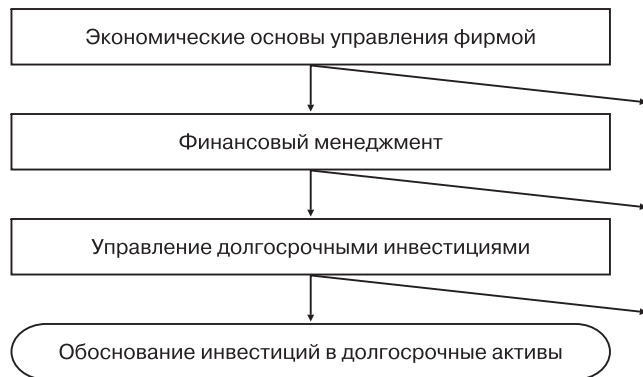 Экономические основы управления фирмой
Финансовый менеджмент
Управление долгосрочными инвестициями
Обоснование инвестиций в долгосрочные активы